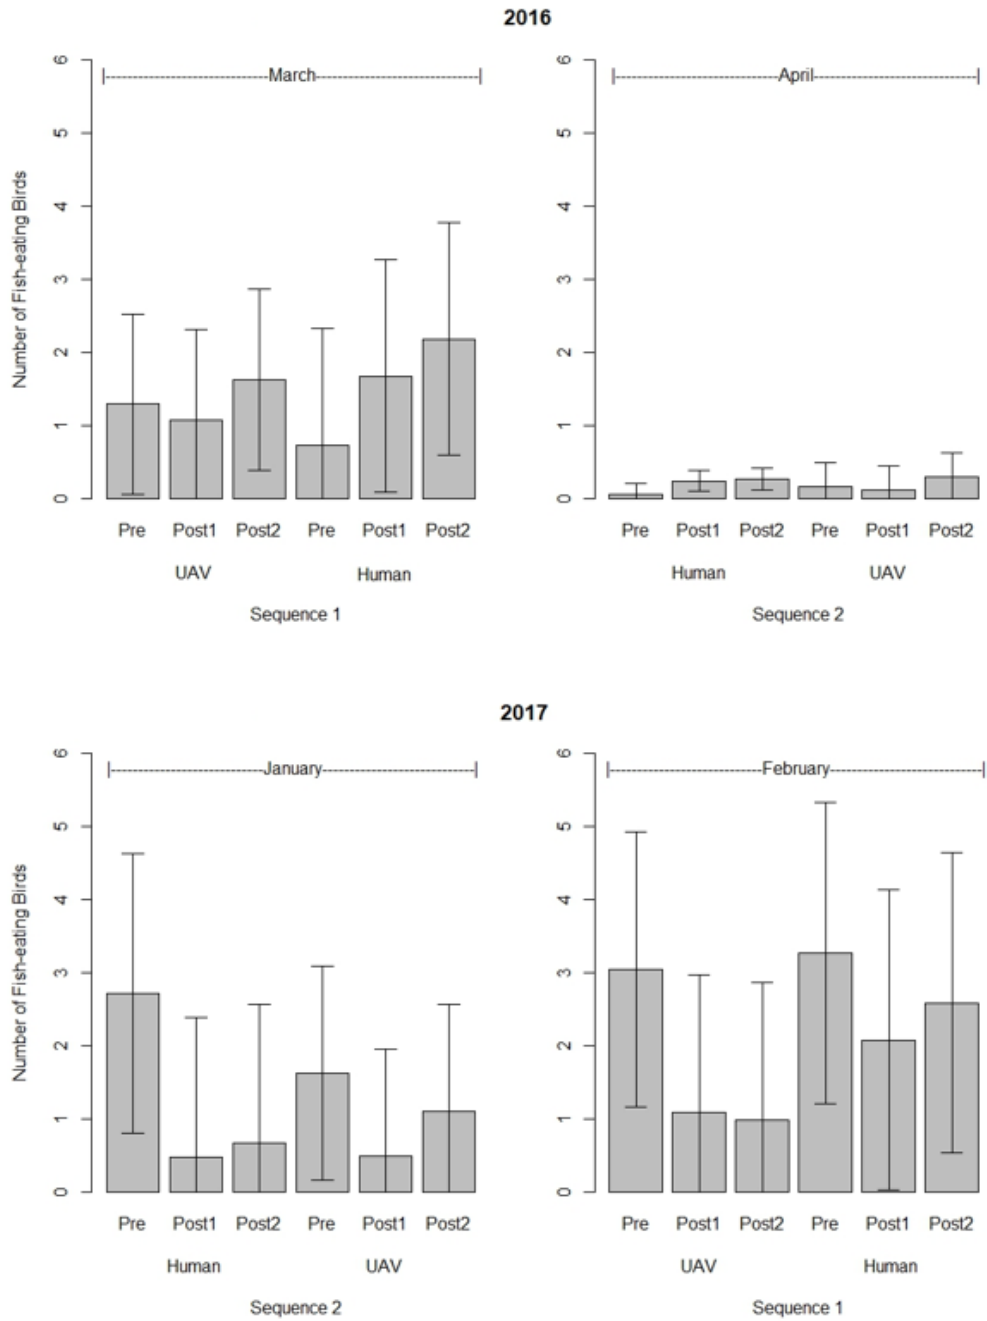 2016
March
April
Number of Fish-eating Birds
6
5
4
3
2
1
0
6
5
4
3
2
1
0
Pre Post1 Post2 Pre Post1 Post2
Pre Post1 Post2 Pre Post1 Post2
UAV Human
Human UAV
Sequence 1
Sequence 2
2017
January
February
Number of Fish-eating Birds
6
5
4
3
2
1
0
6
5
4
3
2
1
0
Pre Post1 Post2 Pre Post1 Post2
Pre Post1 Post2 Pre Post1 Post2
Human UAV
UAV Human
Sequence 2
Sequence 1